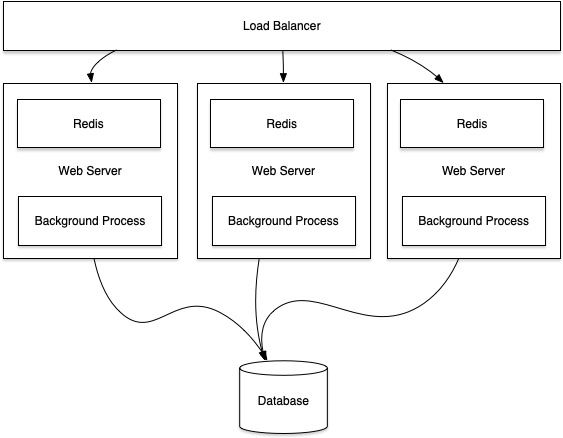 Load Balancer
Redis
Redis
Redis
Web Server
Web Server
Web Server
Background Process
Background Process
Background Process
Database